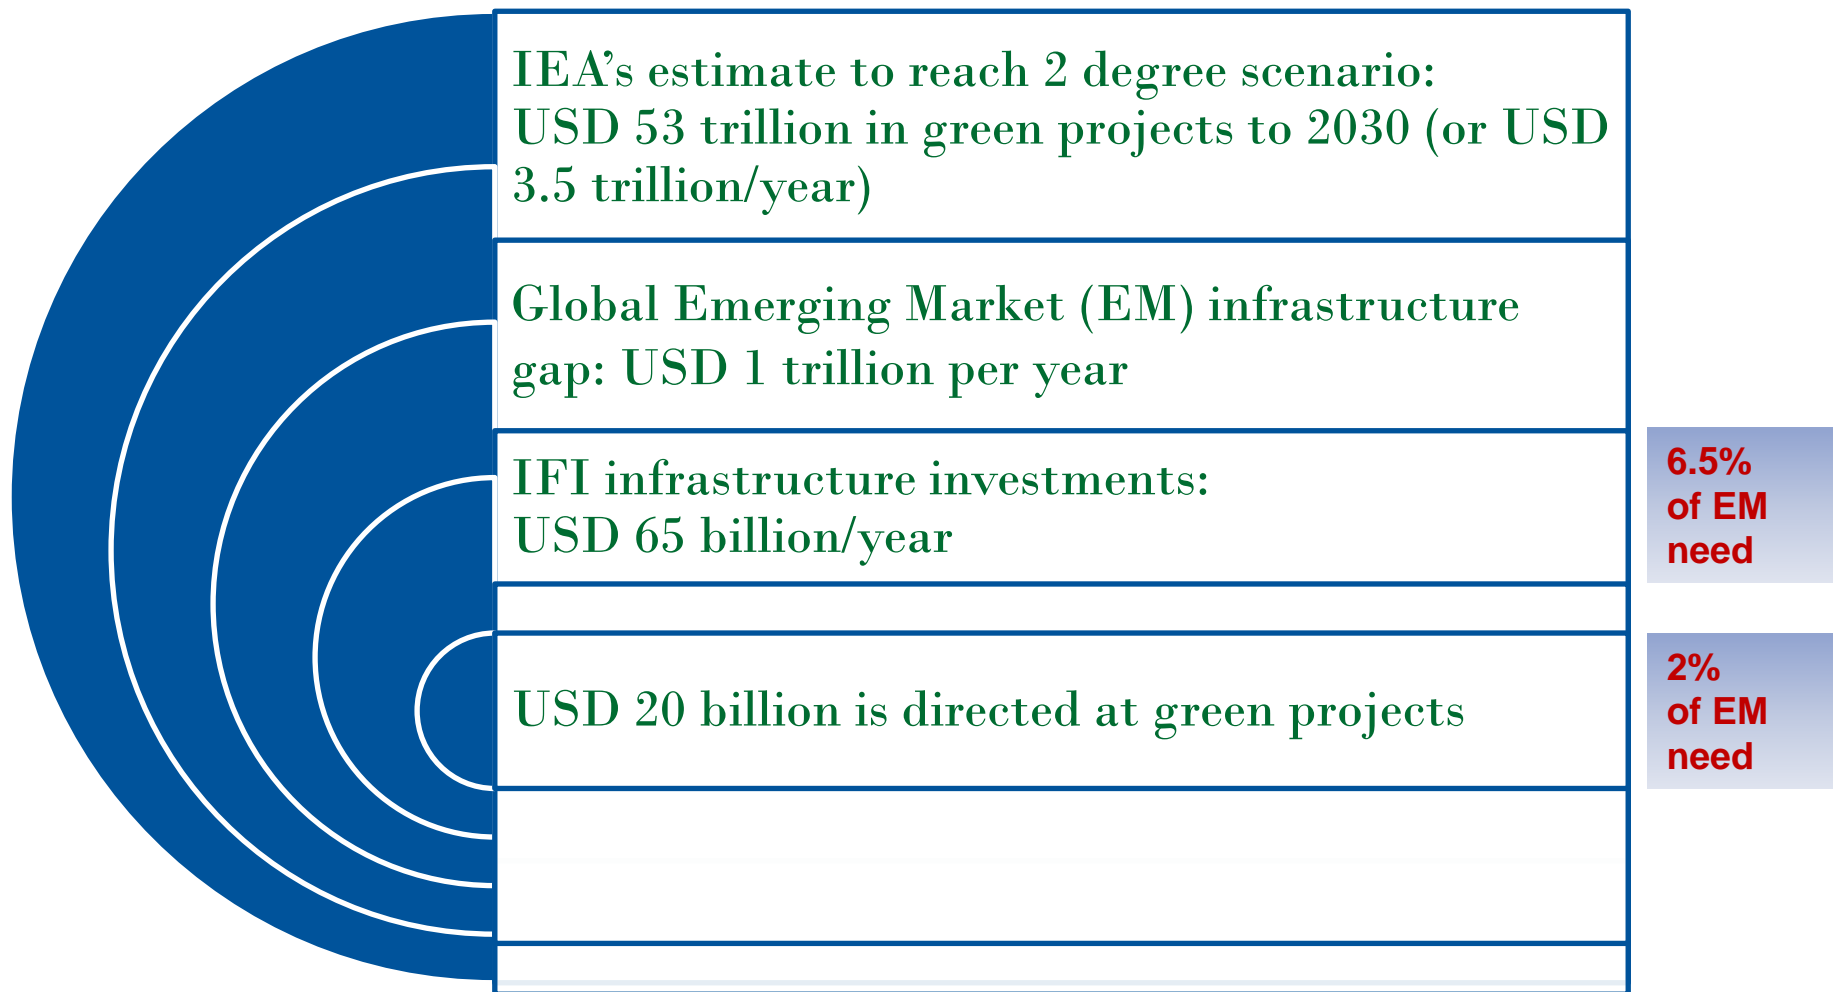 IEA’s estimate to reach 2 degree scenario:
USD 53 trillion in green projects to 2030 (or USD
3.5 trillion/year)
Global Emerging Market (EM) infrastructure
gap: USD 1 trillion per year
IFI infrastructure investments:
USD 65 billion/year
6.5%
of EM
need
USD 20 billion is directed at green projects
2%
of EM
need